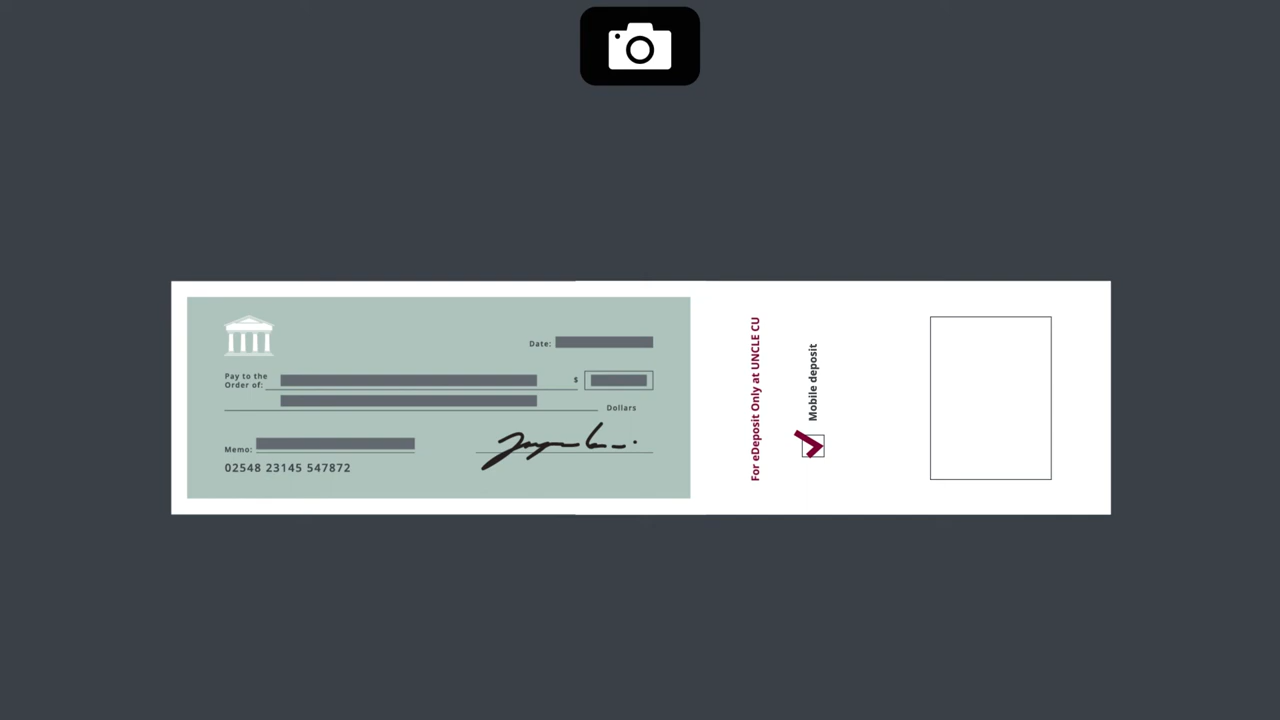 Date:
Pay to the
Order of:
$
Dollars
Memo:
02548 23145 547872
For eDeposit Only at UNCLE CU
Mobile deposit